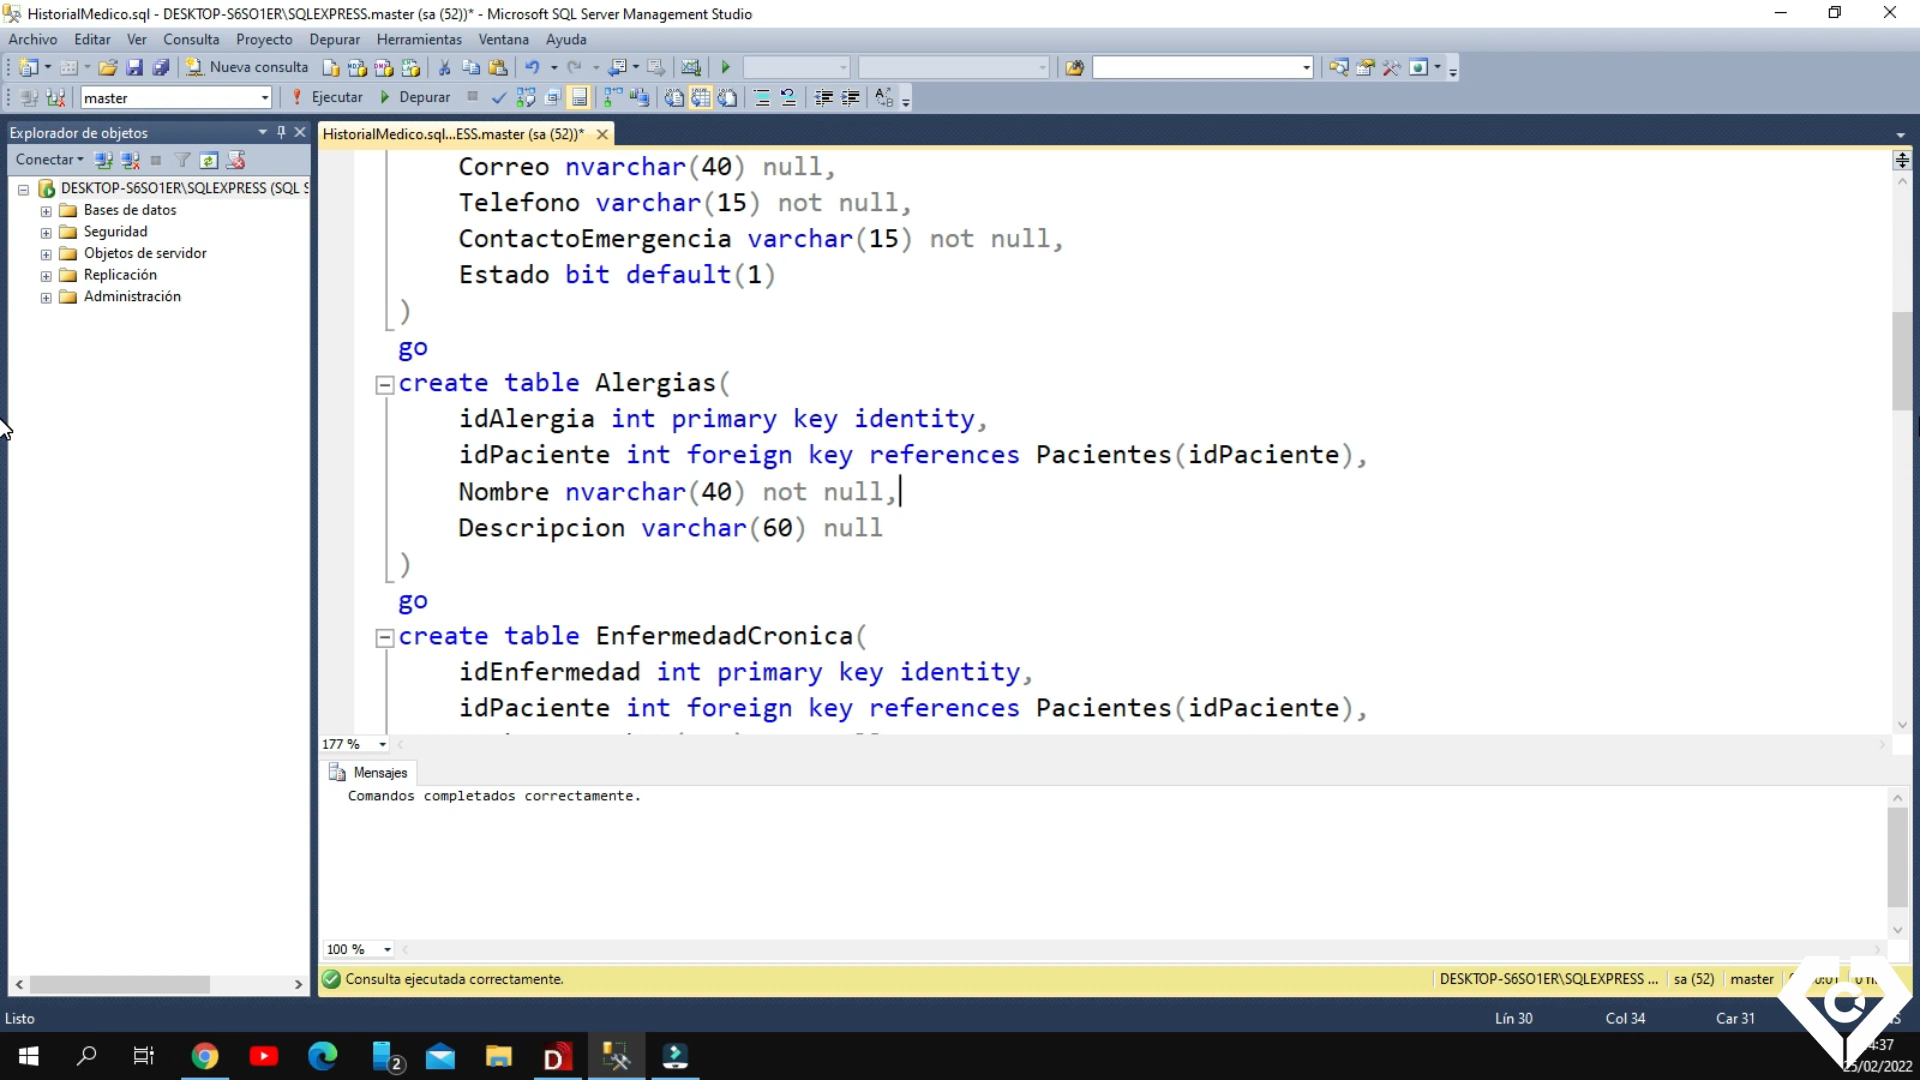 HistorialMedico.sql - DESKTOP-S6SO1ER\SQLEXPRESS.master (sa (52))* - Microsoft SQL Server Management Studio
Archivo Editar Ver Consulta Proyecto Depurar Herramientas Ventana Ayuda
Nueva consulta
master Ejecutar Depurar
Explorador de objetos
Conectar
DESKTOP-S6SO1ER\SQLEXPRESS (SQL S
Bases de datos
Seguridad
Objetos de servidor
Replicación
Administración
HistorialMedico.sql...ESS.master (sa (52))*
Correo nvarchar(40) null,
Telefono varchar(15) not null,
ContactoEmergencia varchar(15) not null,
Estado bit default(1)
)
go
create table Alergias(
idAlergia int primary key identity,
idPaciente int foreign key references Pacientes(idPaciente),
Nombre nvarchar(40) not null,
Descripcion varchar(60) null
)
go
create table EnfermedadCronica(
idEnfermedad int primary key identity,
idPaciente int foreign key references Pacientes(idPaciente),
177 %
Mensajes
Comandos completados correctamente.
100 %
Consulta ejecutada correctamente. DESKTOP-S6SO1ER\SQLEXPRESS ... sa (52) master
Listo Lín 30 Col 34 Car 31
2
D
4:37
25/02/2022